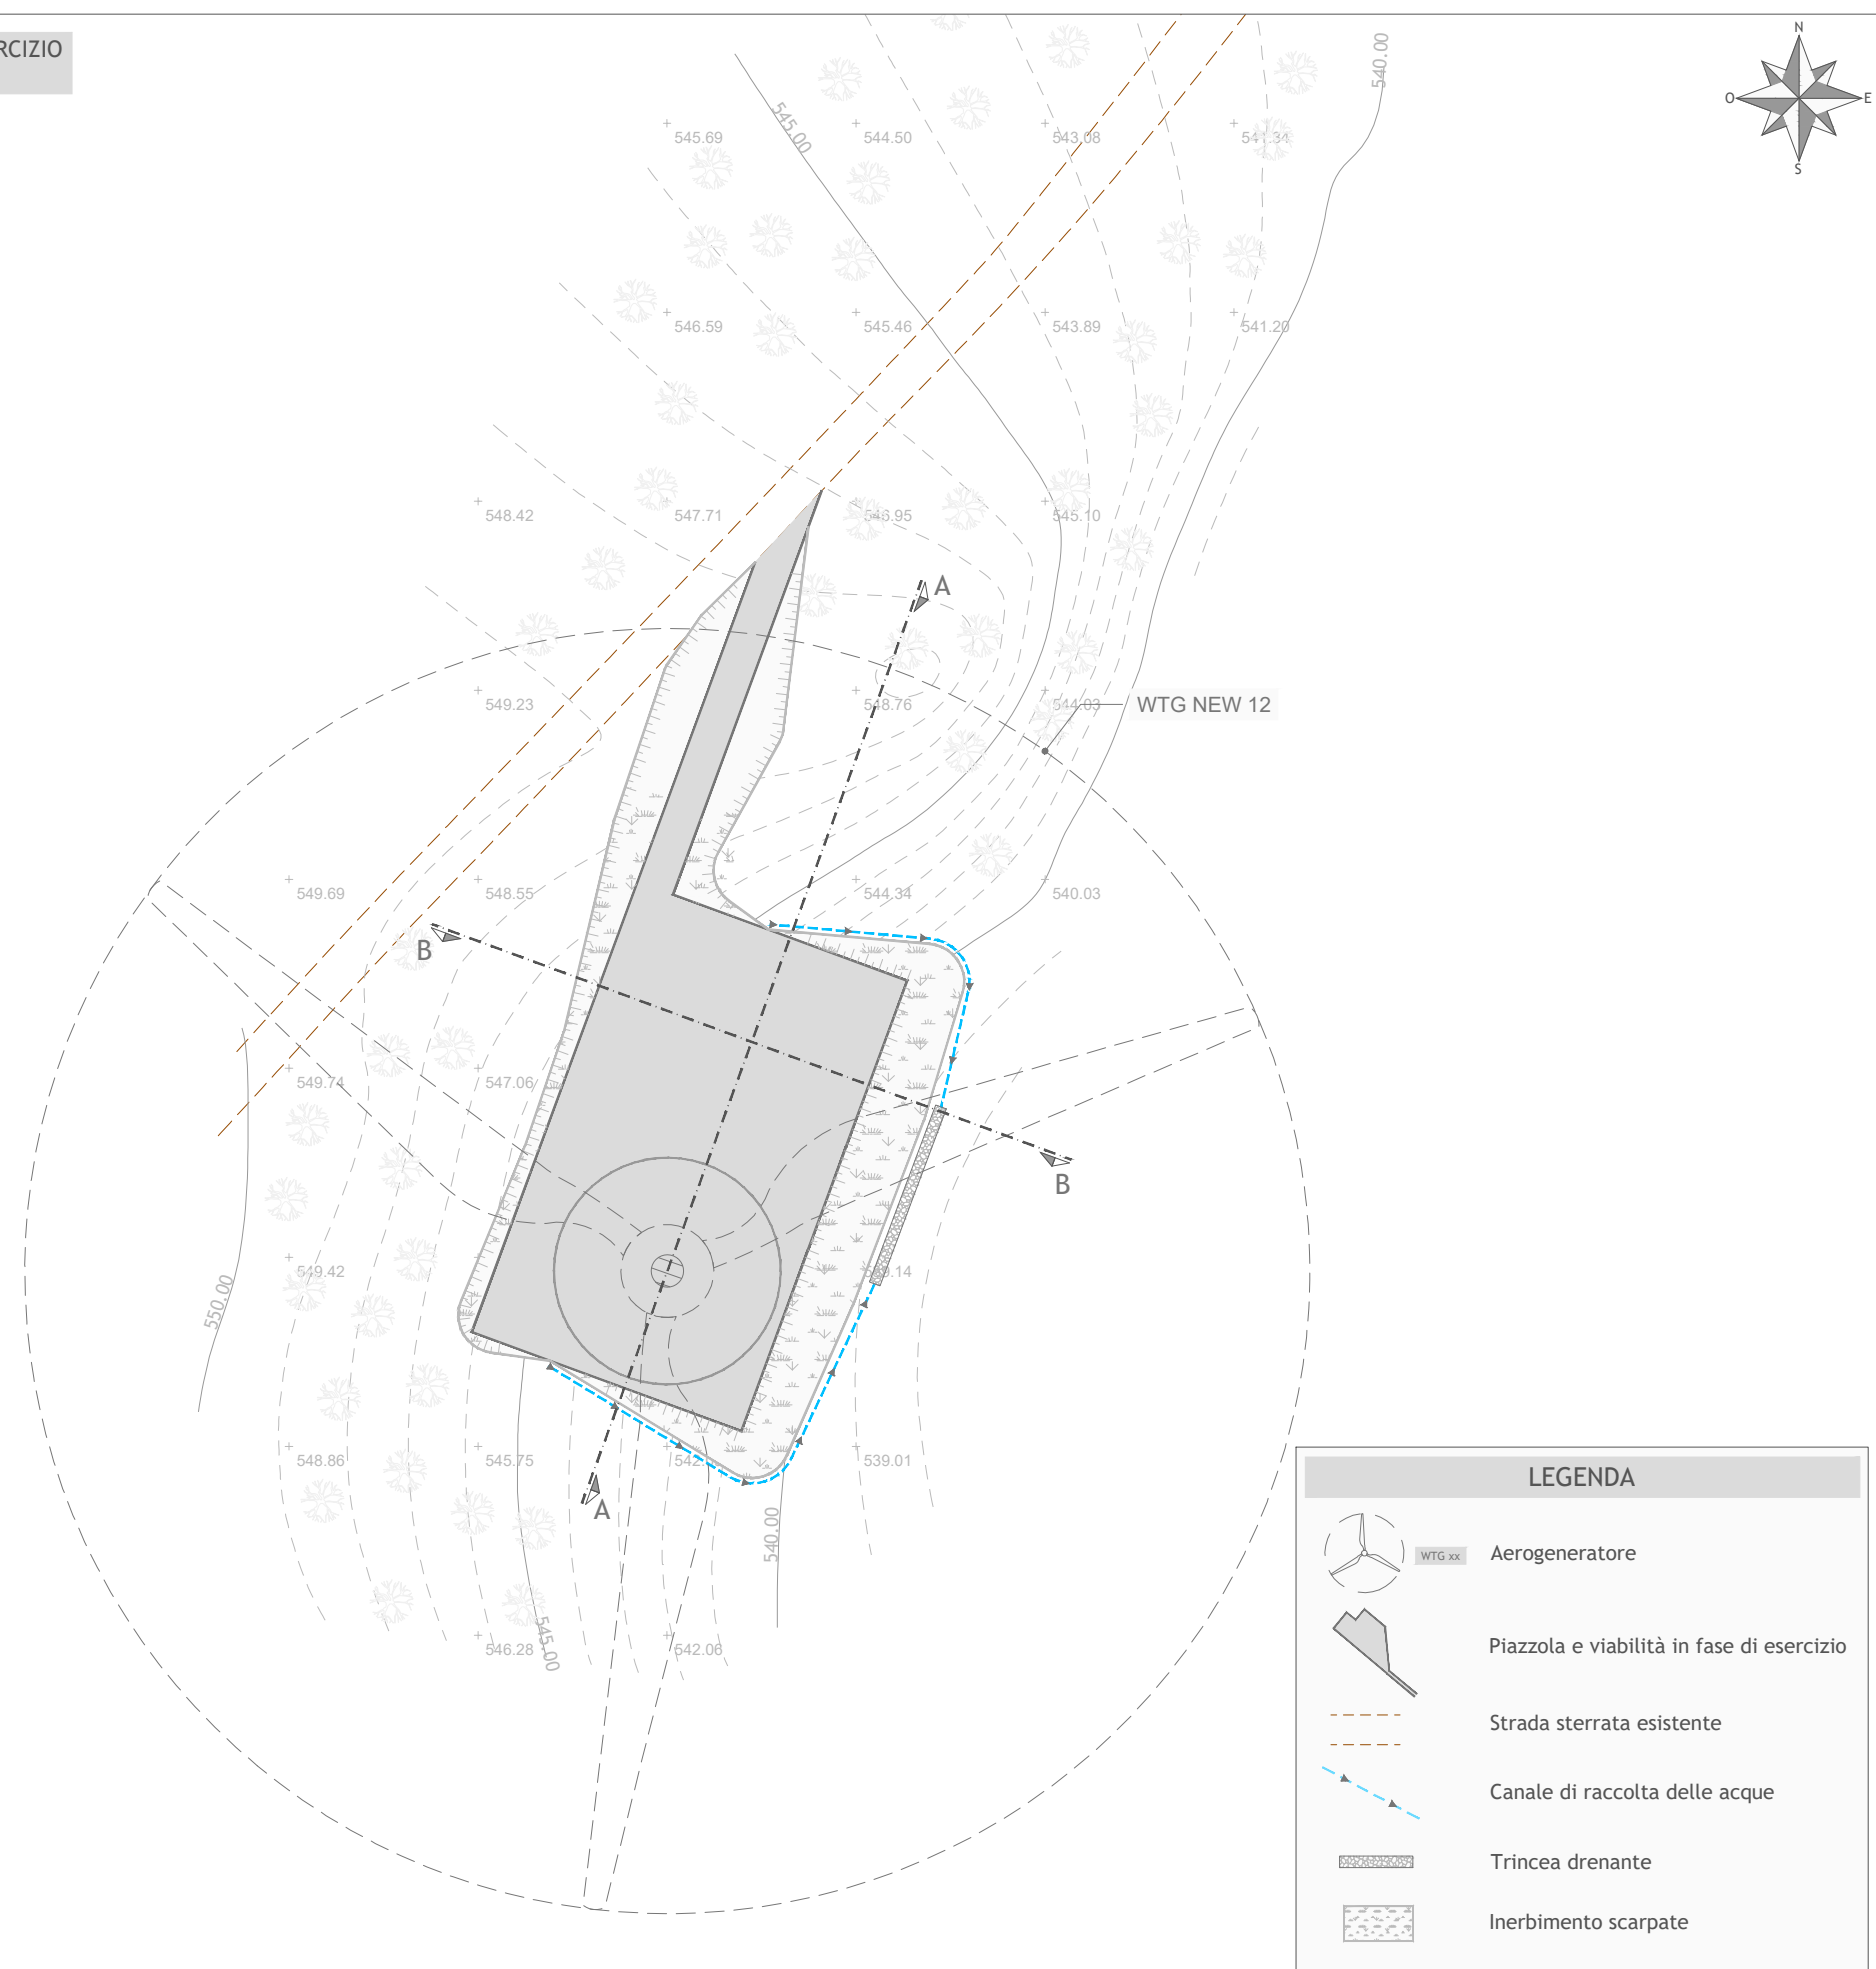 RCIZIO
N
O
E
S
540.00
545.00
545.69
544.50
543.08
541.34
546.59
545.46
543.89
541.20
548.42
547.71
546.95
545.10
A
549.23
548.76
544.03
WTG NEW 12
549.69
548.55
544.34
540.03
B
549.74
547.06
B
549.42
550.00
548.86
545.75
539.01
A
540.00
546.28
545.00
542.06
LEGENDA
WTG xx
Aerogeneratore
Piazzola e viabilità in fase di esercizio
Strada sterrata esistente
Canale di raccolta delle acque
Trincea drenante
Inerbimento scarpate